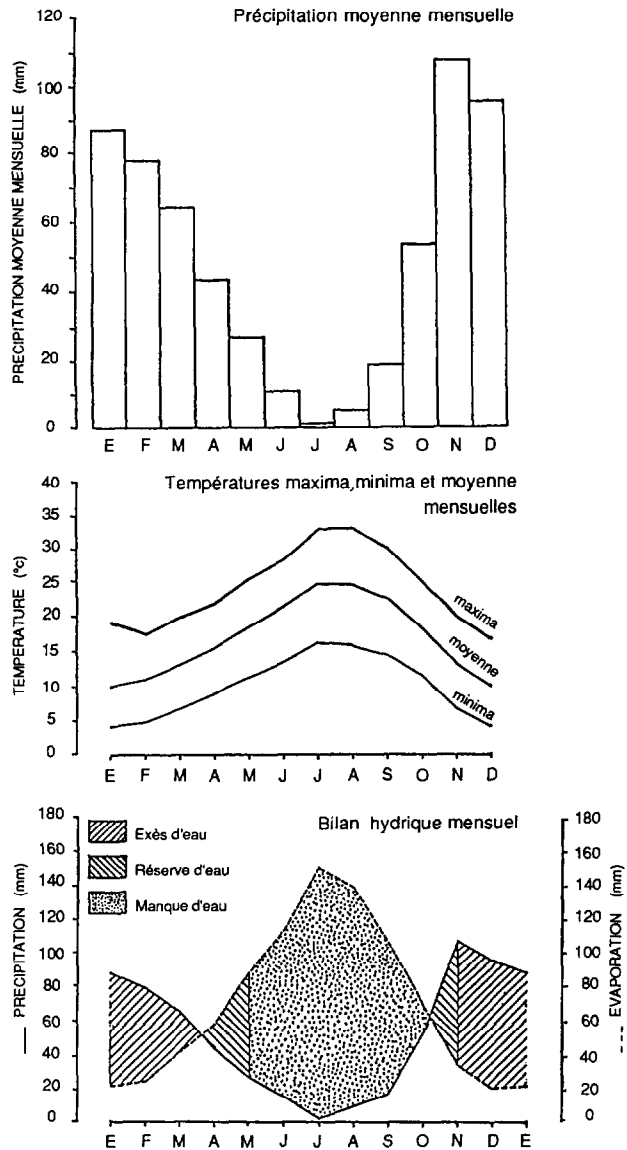 Précipitation moyenne mensuelle
PRECIPITATION MOYENNE MENSUELLE (mm)
120
100
80
60
40
20
0
E F M A M J J A S O N D
Températures maxima,minima et moyenne
mensuelles
TEMPERATURE (°c)
40
35
30
25
20
15
10
5
0
maxima
moyenne
minima
E F M A M J J A S O N D
Bilan hydrique mensuel
Exès d'eau
Réserve d'eau
Manque d'eau
PRECIPITATION (mm)
180
160
140
120
100
80
60
40
20
0
EVAPORATION (mm)
180
160
140
120
100
80
60
40
20
0
E F M A M J J A S O N D E